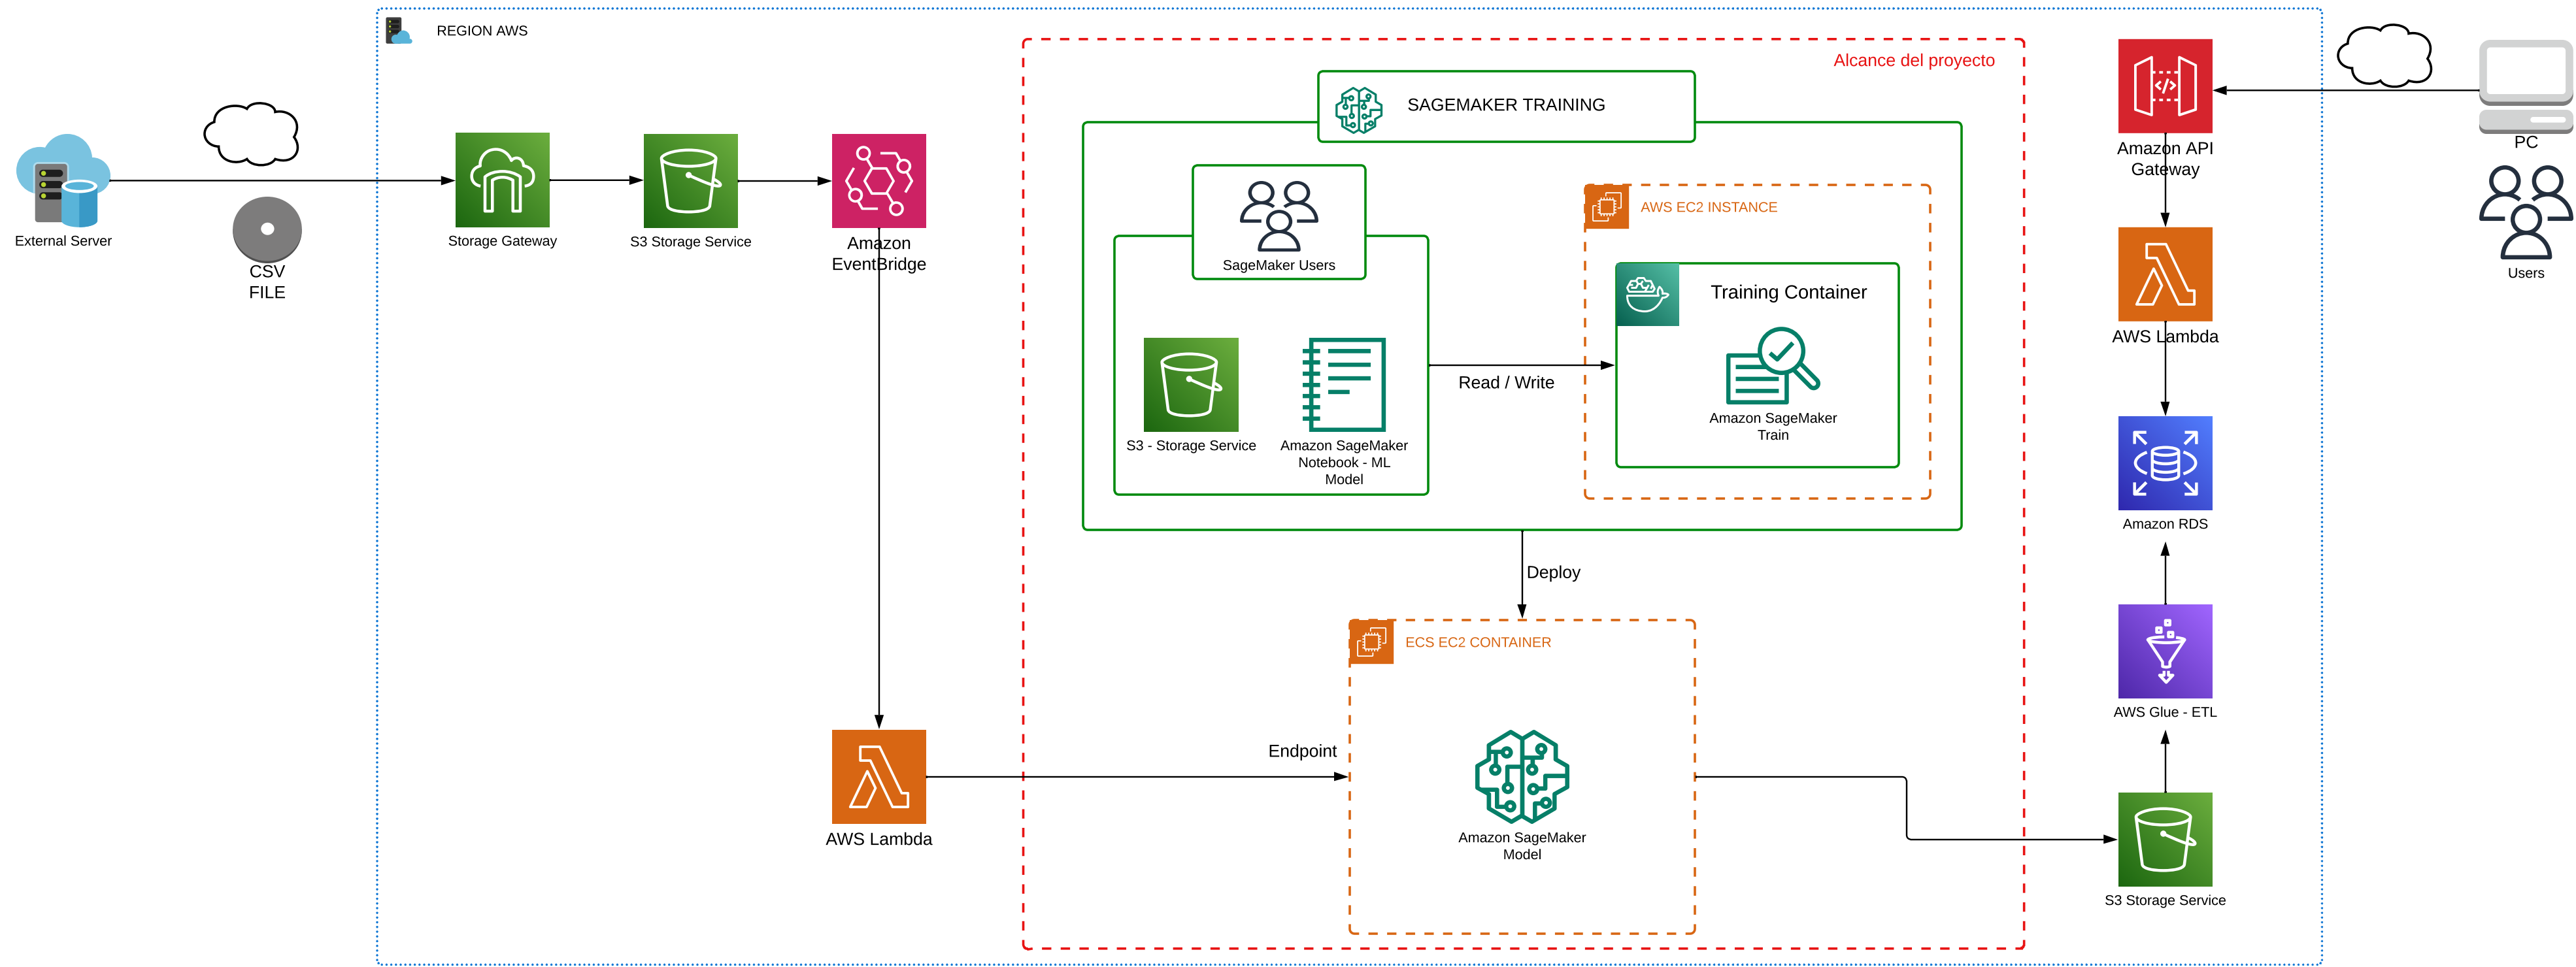 REGION AWS
Alcance del proyecto
SAGEMAKER TRAINING
External Server
CSV
FILE
Storage Gateway
S3 Storage Service
Amazon
EventBridge
SageMaker Users
S3 - Storage Service
Amazon SageMaker
Notebook - ML
Model
Read / Write
AWS EC2 INSTANCE
Training Container
Amazon SageMaker
Train
Deploy
ECS EC2 CONTAINER
AWS Lambda
Endpoint
Amazon SageMaker
Model
Amazon API
Gateway
AWS Lambda
Amazon RDS
AWS Glue - ETL
S3 Storage Service
PC
Users